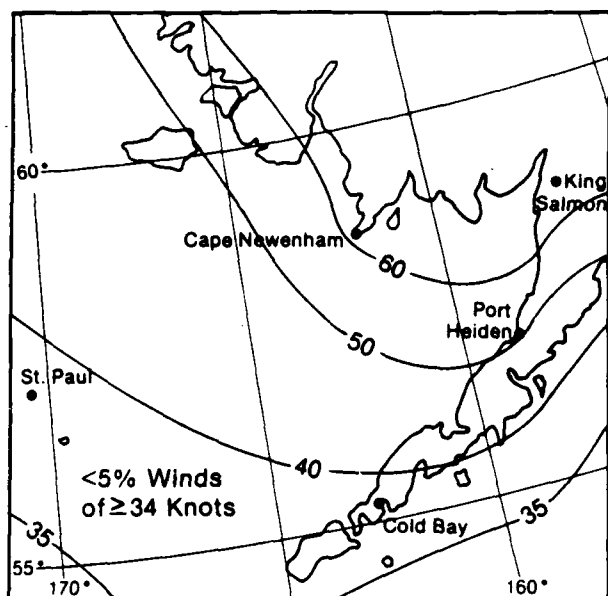 60°
King
Salmon
Cape Newenham
60
Port
Heiden
50
St. Paul
40
<5% Winds
of ≥34 Knots
35
Cold Bay
35
55°
170°
160°